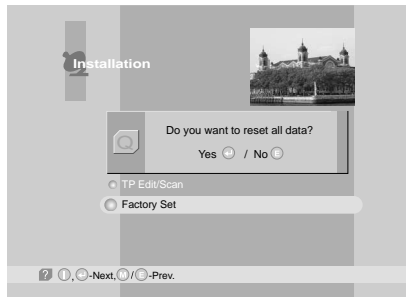 Installation
Do you want to reset all data?
Yes / No E
Q
TP Edit/Scan
Factory Set
? , -Next, M / E -Prev.